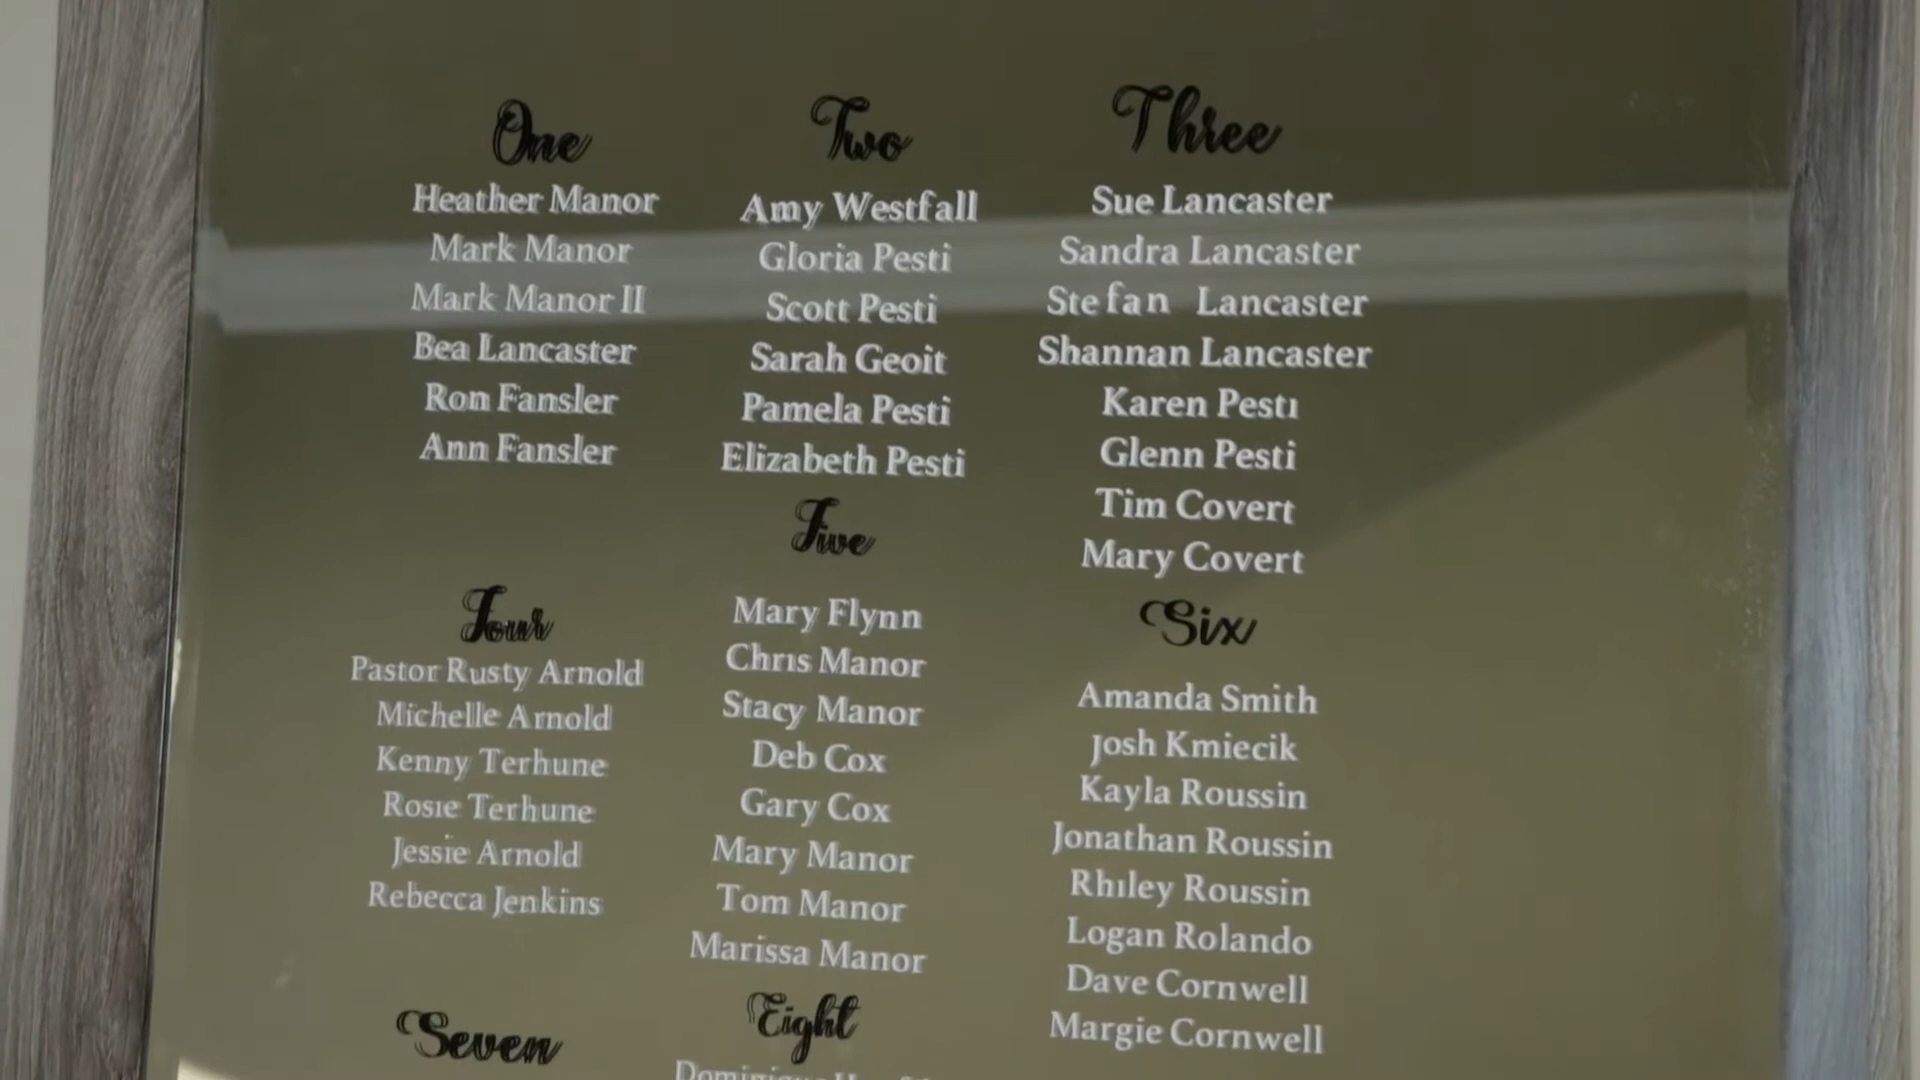 One
Heather Manor
Mark Manor
Mark Manor II
Bea Lancaster
Ron Fansler
Ann Fansler
Two
Amy Westfall
Gloria Pesti
Scott Pesti
Sarah Geoit
Pamela Pesti
Elizabeth Pesti
Three
Sue Lancaster
Sandra Lancaster
Stefan Lancaster
Shannan Lancaster
Karen Pesti
Glenn Pesti
Tim Covert
Mary Covert
Four
Pastor Rusty Arnold
Michelle Arnold
Kenny Terhune
Rosie Terhune
Jessie Arnold
Rebecca Jenkins
Five
Mary Flynn
Chris Manor
Stacy Manor
Deb Cox
Gary Cox
Mary Manor
Tom Manor
Marissa Manor
Six
Amanda Smith
Josh Kmiecik
Kayla Roussin
Jonathan Roussin
Rhiley Roussin
Logan Rolando
Dave Cornwell
Margie Cornwell
Seven
Eight